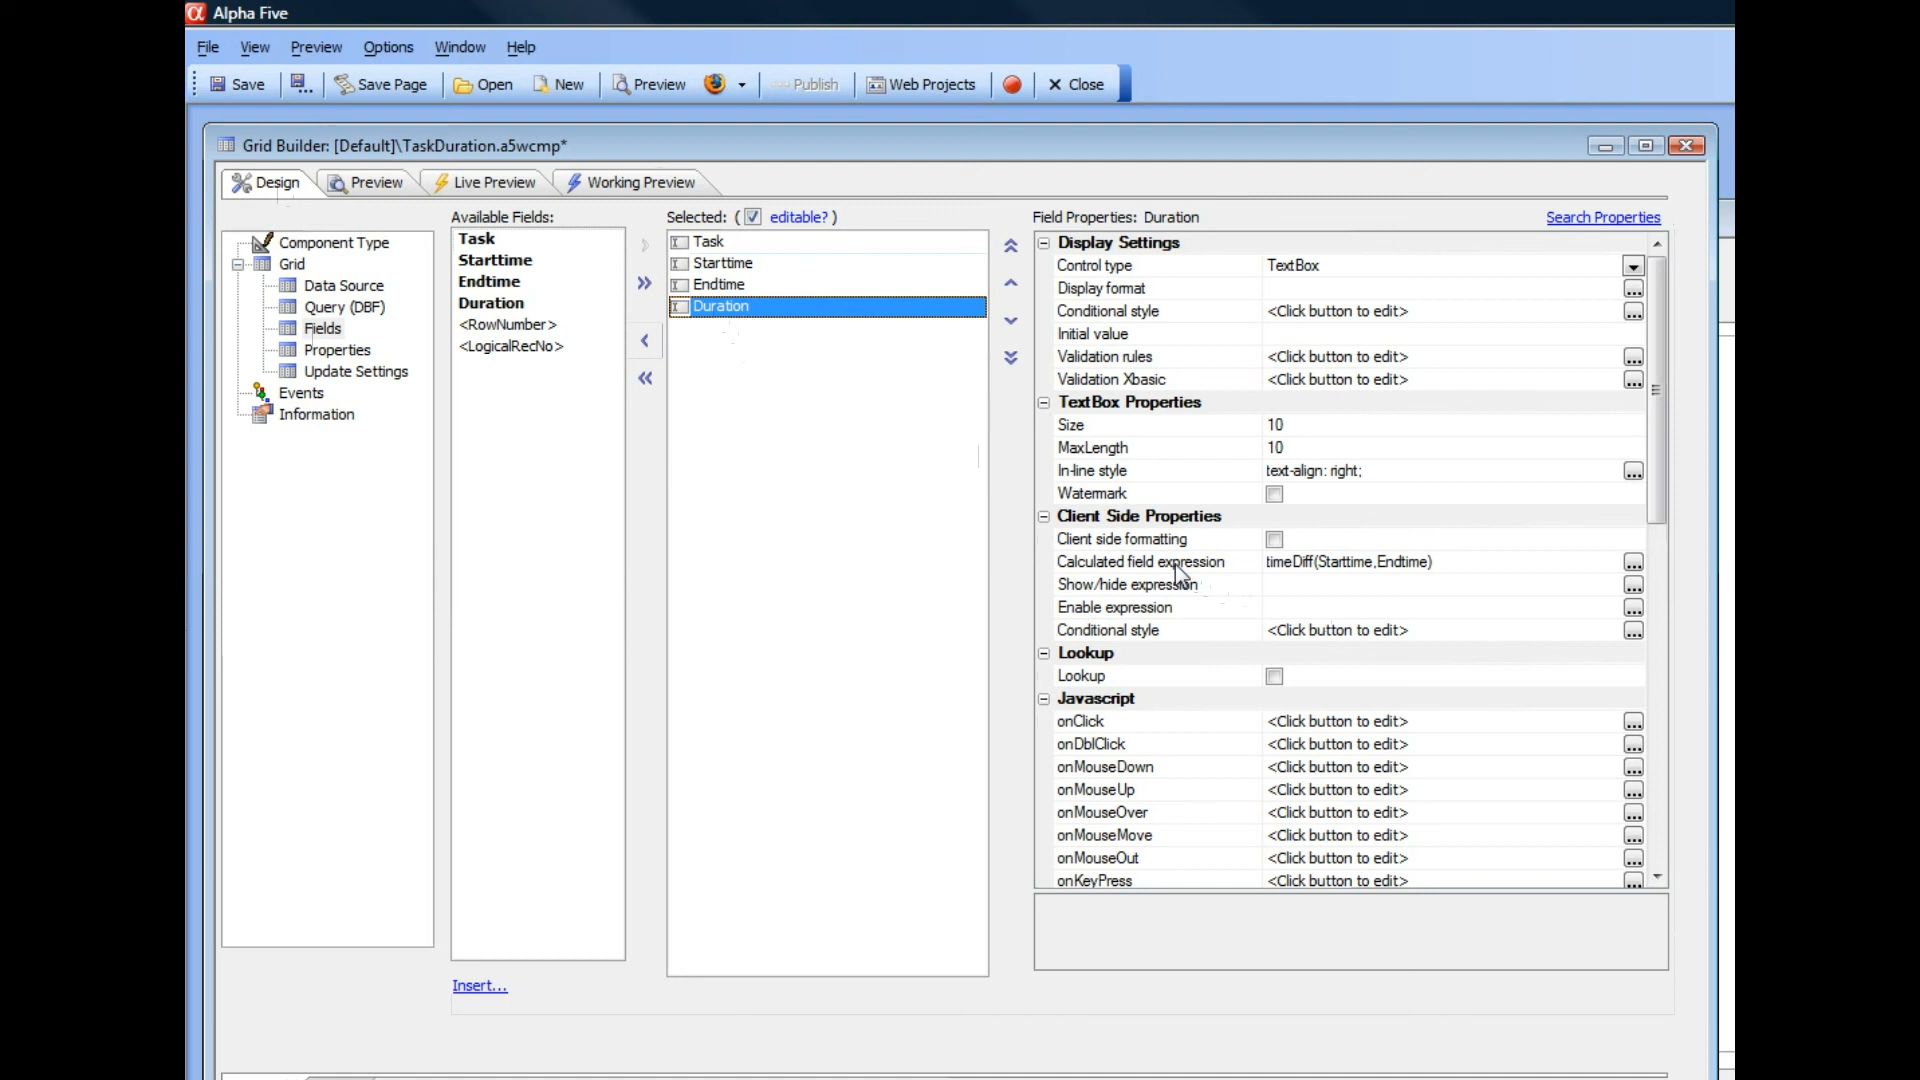 Alpha Five
File View Preview Options Window Help
Save Save Page Open New Preview Publish Web Projects Close
Grid Builder: [Default]\TaskDuration.a5wcmp*
Design Preview Live Preview Working Preview
Component Type
Grid
Data Source
Query (DBF)
Fields
Properties
Update Settings
Events
Information
Available Fields:
Task
Starttime
Endtime
Duration
<RowNumber>
<LogicalRecNo>
Insert...
Selected: ( editable? )
Task
Starttime
Endtime
Duration
Field Properties: Duration
Search Properties
Display Settings
Control type TextBox
Display format
Conditional style <Click button to edit>
Initial value
Validation rules <Click button to edit>
Validation Xbasic <Click button to edit>
TextBox Properties
Size 10
MaxLength 10
In-line style text-align: right;
Watermark
Client Side Properties
Client side formatting
Calculated field expression timeDiff(Starttime,Endtime)
Show/hide expression
Enable expression
Conditional style <Click button to edit>
Lookup
Lookup
Javascript
onClick <Click button to edit>
onDblClick <Click button to edit>
onMouseDown <Click button to edit>
onMouseUp <Click button to edit>
onMouseOver <Click button to edit>
onMouseMove <Click button to edit>
onMouseOut <Click button to edit>
onKeyPress <Click button to edit>